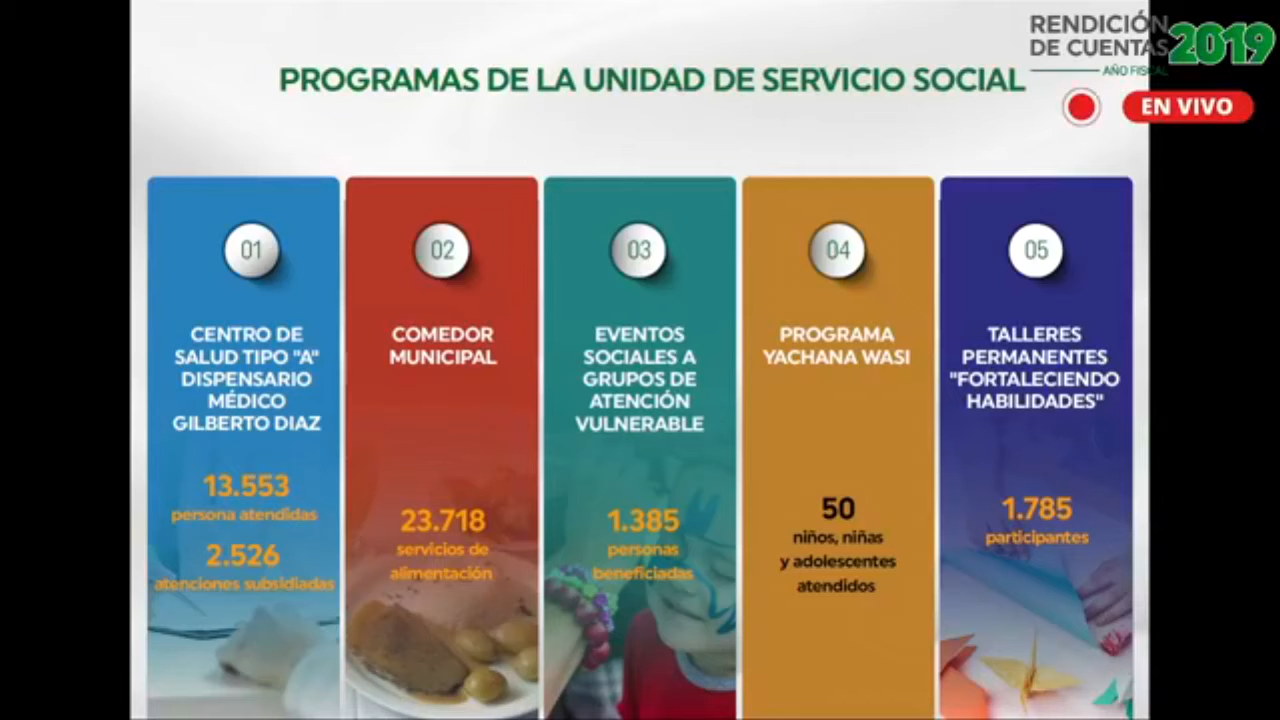 RENDICIÓN
DE CUENTAS 2019
AÑO FISCAL
EN VIVO
PROGRAMAS DE LA UNIDAD DE SERVICIO SOCIAL
01
CENTRO DE
SALUD TIPO "A"
DISPENSARIO
MÉDICO
GILBERTO DIAZ
13.553
persona atendidas
2.526
atenciones subsidiadas
02
COMEDOR
MUNICIPAL
23.718
servicios de
alimentación
03
EVENTOS
SOCIALES A
GRUPOS DE
ATENCIÓN
VULNERABLE
1.385
personas
beneficiadas
04
PROGRAMA
YACHANA WASI
50
niños, niñas
y adolescentes
atendidos
05
TALLERES
PERMANENTES
"FORTALECIENDO
HABILIDADES"
1.785
participantes